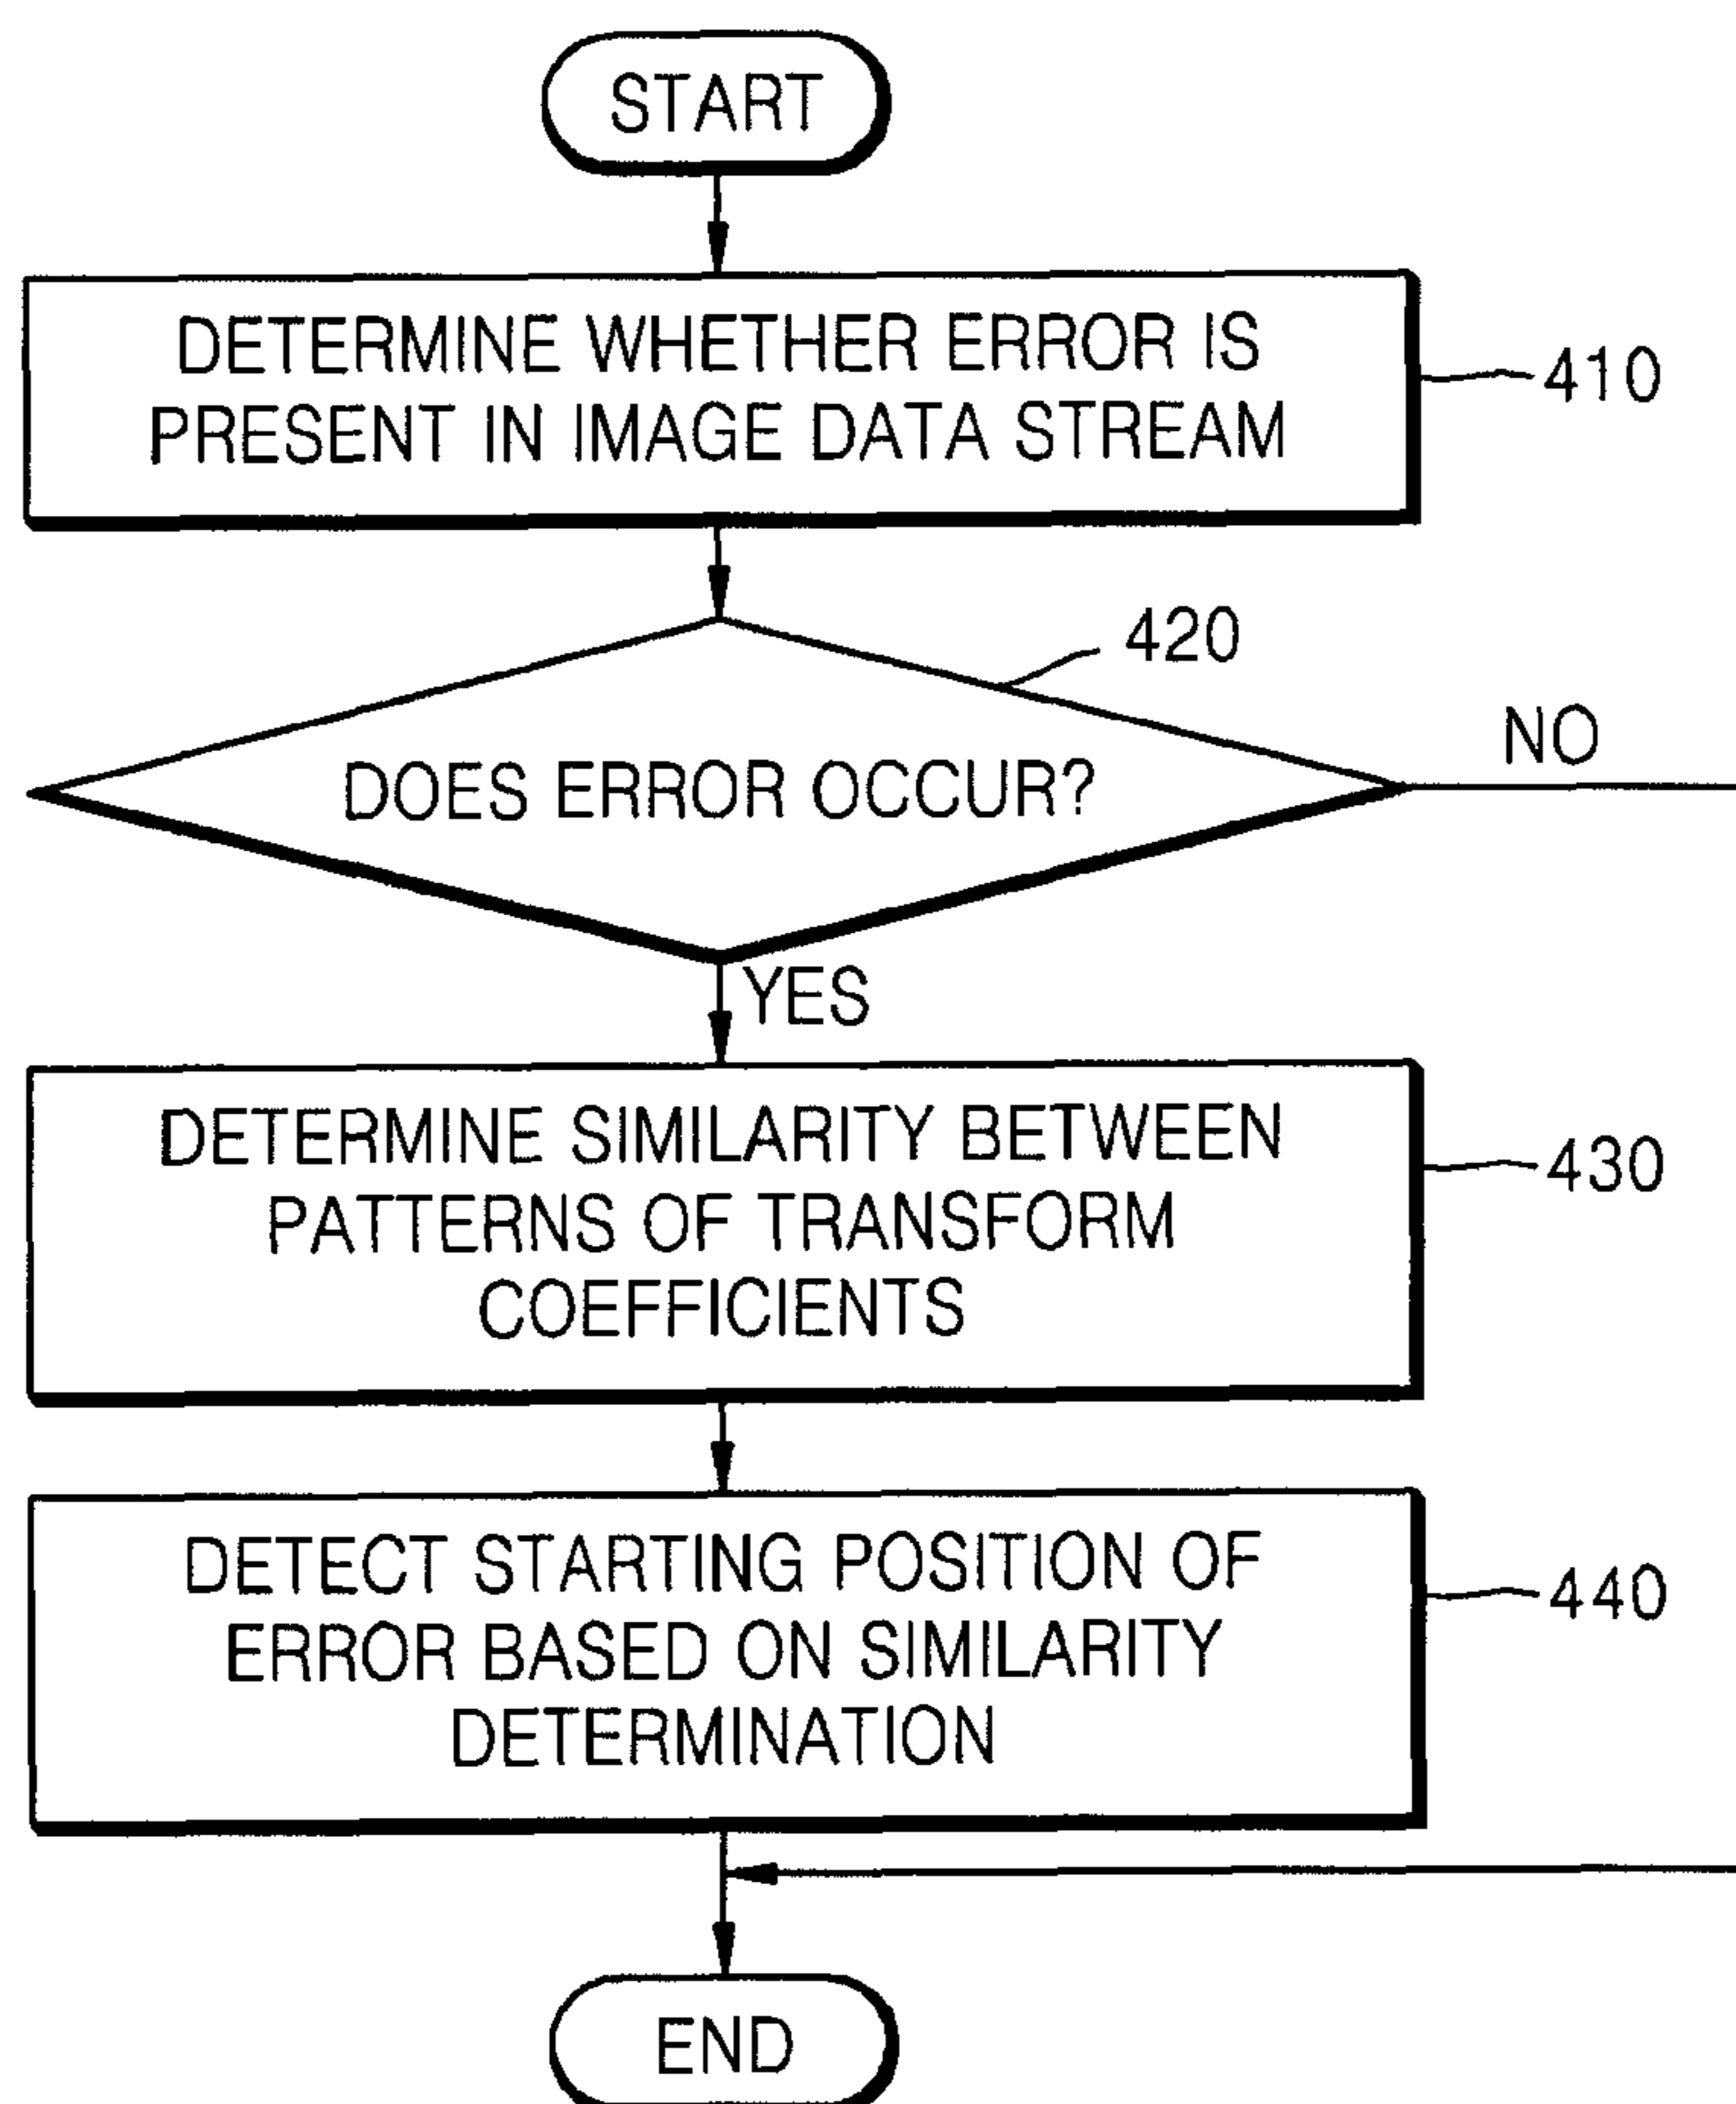 START
DETERMINE WHETHER ERROR IS
PRESENT IN IMAGE DATA STREAM
410
420
DOES ERROR OCCUR?
NO
YES
DETERMINE SIMILARITY BETWEEN
PATTERNS OF TRANSFORM
COEFFICIENTS
430
DETECT STARTING POSITION OF
ERROR BASED ON SIMILARITY
DETERMINATION
440
END